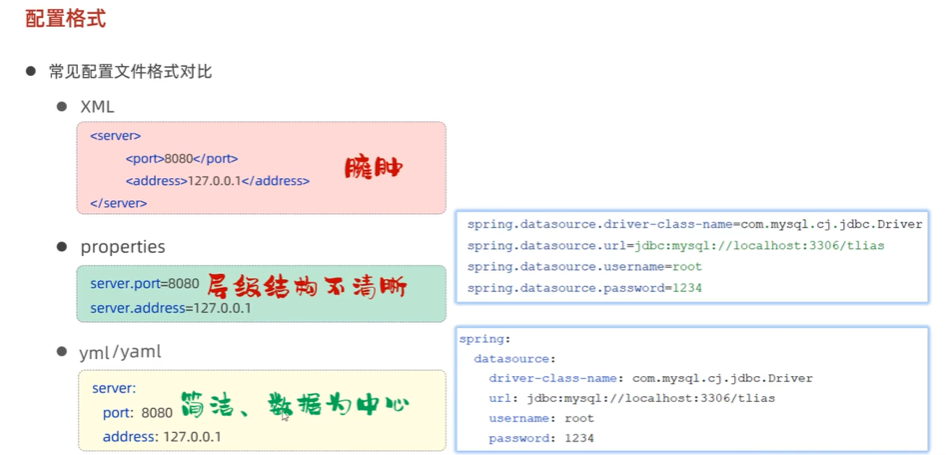 配置格式
常见配置文件格式对比
XML
<server>
<port>8080</port>
<address>127.0.0.1</address>
</server>
臃肿
properties
server.port=8080
server.address=127.0.0.1
层级结构不清晰
spring.datasource.driver-class-name=com.mysql.cj.jdbc.Driver
spring.datasource.url=jdbc:mysql://localhost:3306/tlias
spring.datasource.username=root
spring.datasource.password=1234
yml/yaml
server:
port: 8080
address: 127.0.0.1
简洁、数据为中心
spring:
datasource:
driver-class-name: com.mysql.cj.jdbc.Driver
url: jdbc:mysql://localhost:3306/tlias
username: root
password: 1234